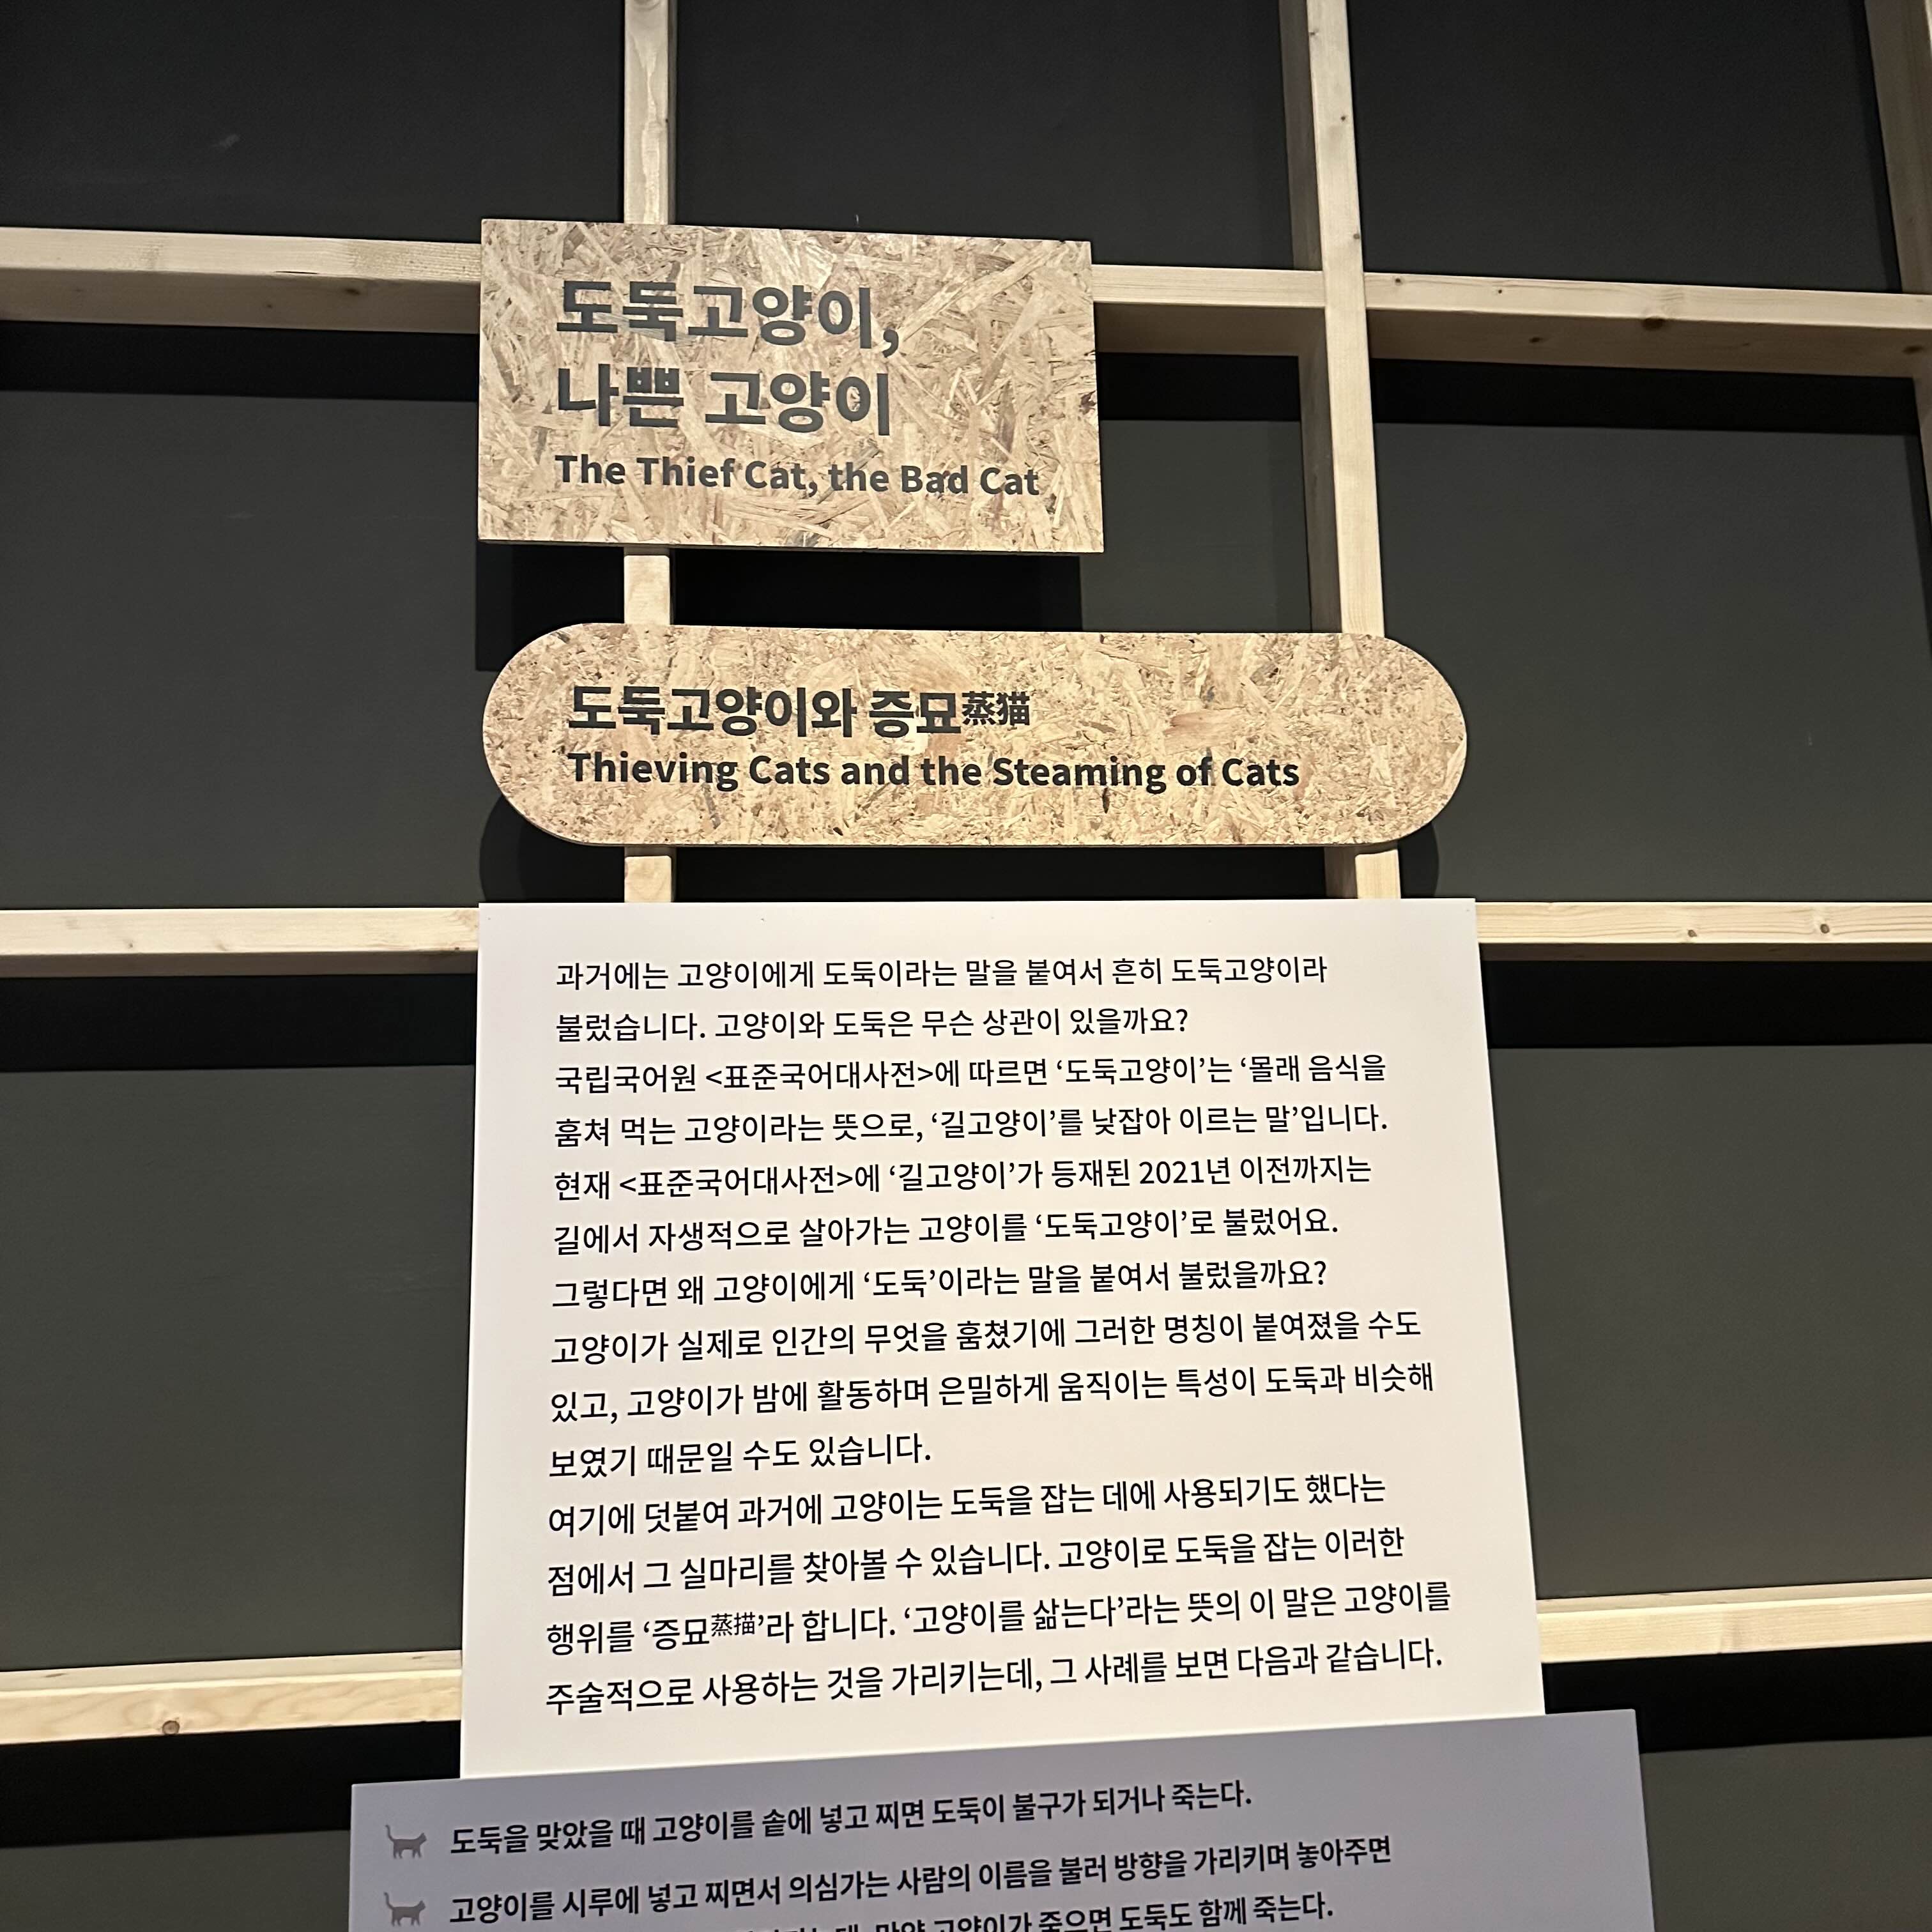 도둑고양이,
나쁜 고양이
The Thief Cat, the Bad Cat
도둑고양이와 증묘蒸猫
Thieving Cats and the Steaming of Cats
과거에는 고양이에게 도둑이라는 말을 붙여서 흔히 도둑고양이라
불렀습니다. 고양이와 도둑은 무슨 상관이 있을까요?
국립국어원 <표준국어대사전>에 따르면 ‘도둑고양이’는 ‘몰래 음식을
훔쳐 먹는 고양이라는 뜻으로, ‘길고양이’를 낮잡아 이르는 말’입니다.
현재 <표준국어대사전>에 ‘길고양이’가 등재된 2021년 이전까지는
길에서 자생적으로 살아가는 고양이를 ‘도둑고양이’로 불렀어요.
그렇다면 왜 고양이에게 ‘도둑’이라는 말을 붙여서 불렀을까요?
고양이가 실제로 인간의 무엇을 훔쳤기에 그러한 명칭이 붙여졌을 수도
있고, 고양이가 밤에 활동하며 은밀하게 움직이는 특성이 도둑과 비슷해
보였기 때문일 수도 있습니다.
여기에 덧붙여 과거에 고양이는 도둑을 잡는 데에 사용되기도 했다는
점에서 그 실마리를 찾아볼 수 있습니다. 고양이로 도둑을 잡는 이러한
행위를 ‘증묘蒸描’라 합니다. ‘고양이를 삶는다’라는 뜻의 이 말은 고양이를
주술적으로 사용하는 것을 가리키는데, 그 사례를 보면 다음과 같습니다.
도둑을 맞았을 때 고양이를 솥에 넣고 찌면 도둑이 불구가 되거나 죽는다.
고양이를 시루에 넣고 찌면서 의심가는 사람의 이름을 불러 방향을 가리키며 놓아주면
만약 고양이가 죽으면 도둑도 함께 죽는다.